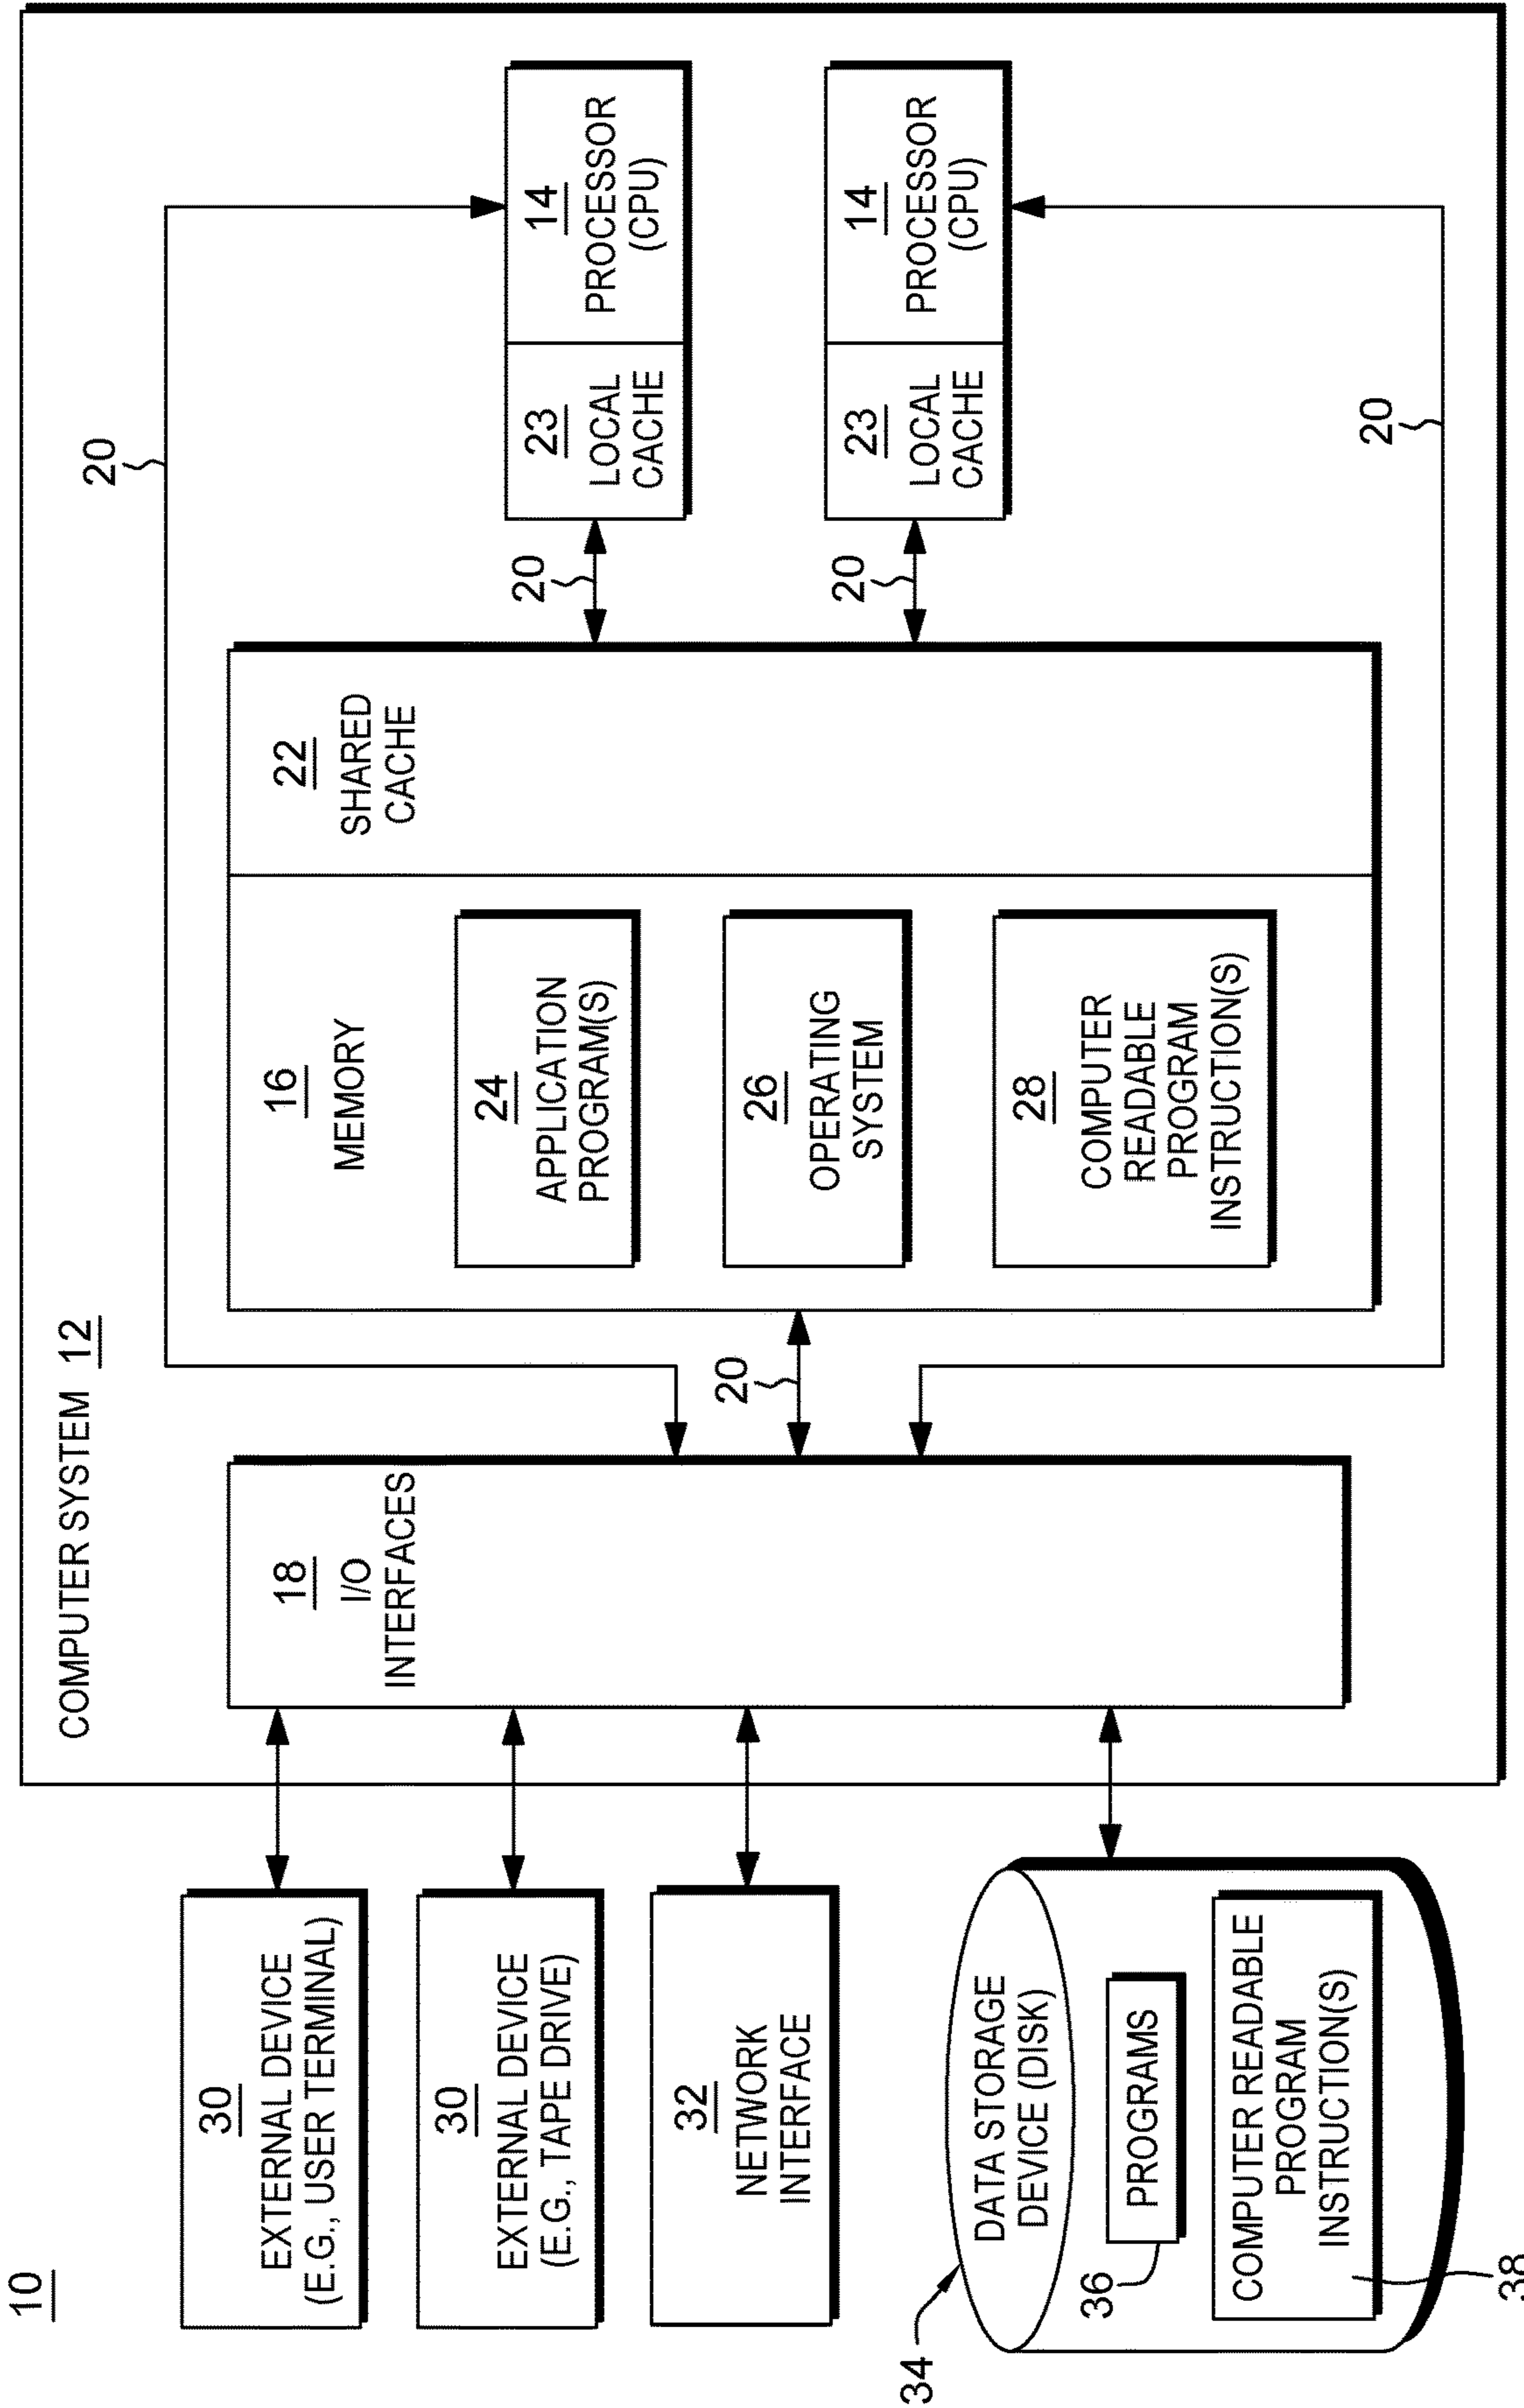 10
COMPUTER SYSTEM 12
30
EXTERNAL DEVICE
(E.G., USER TERMINAL)
30
EXTERNAL DEVICE
(E.G., TAPE DRIVE)
32
NETWORK
INTERFACE
34
DATA STORAGE
DEVICE (DISK)
36
PROGRAMS
COMPUTER READABLE
PROGRAM
INSTRUCTION(S)
38
18
I/O
INTERFACES
20
20
16
MEMORY
24
APPLICATION
PROGRAM(S)
26
OPERATING
SYSTEM
28
COMPUTER
READABLE
PROGRAM
INSTRUCTION(S)
22
SHARED
CACHE
20
20
23
LOCAL
CACHE
14
PROCESSOR
(CPU)
23
LOCAL
CACHE
14
PROCESSOR
(CPU)
20